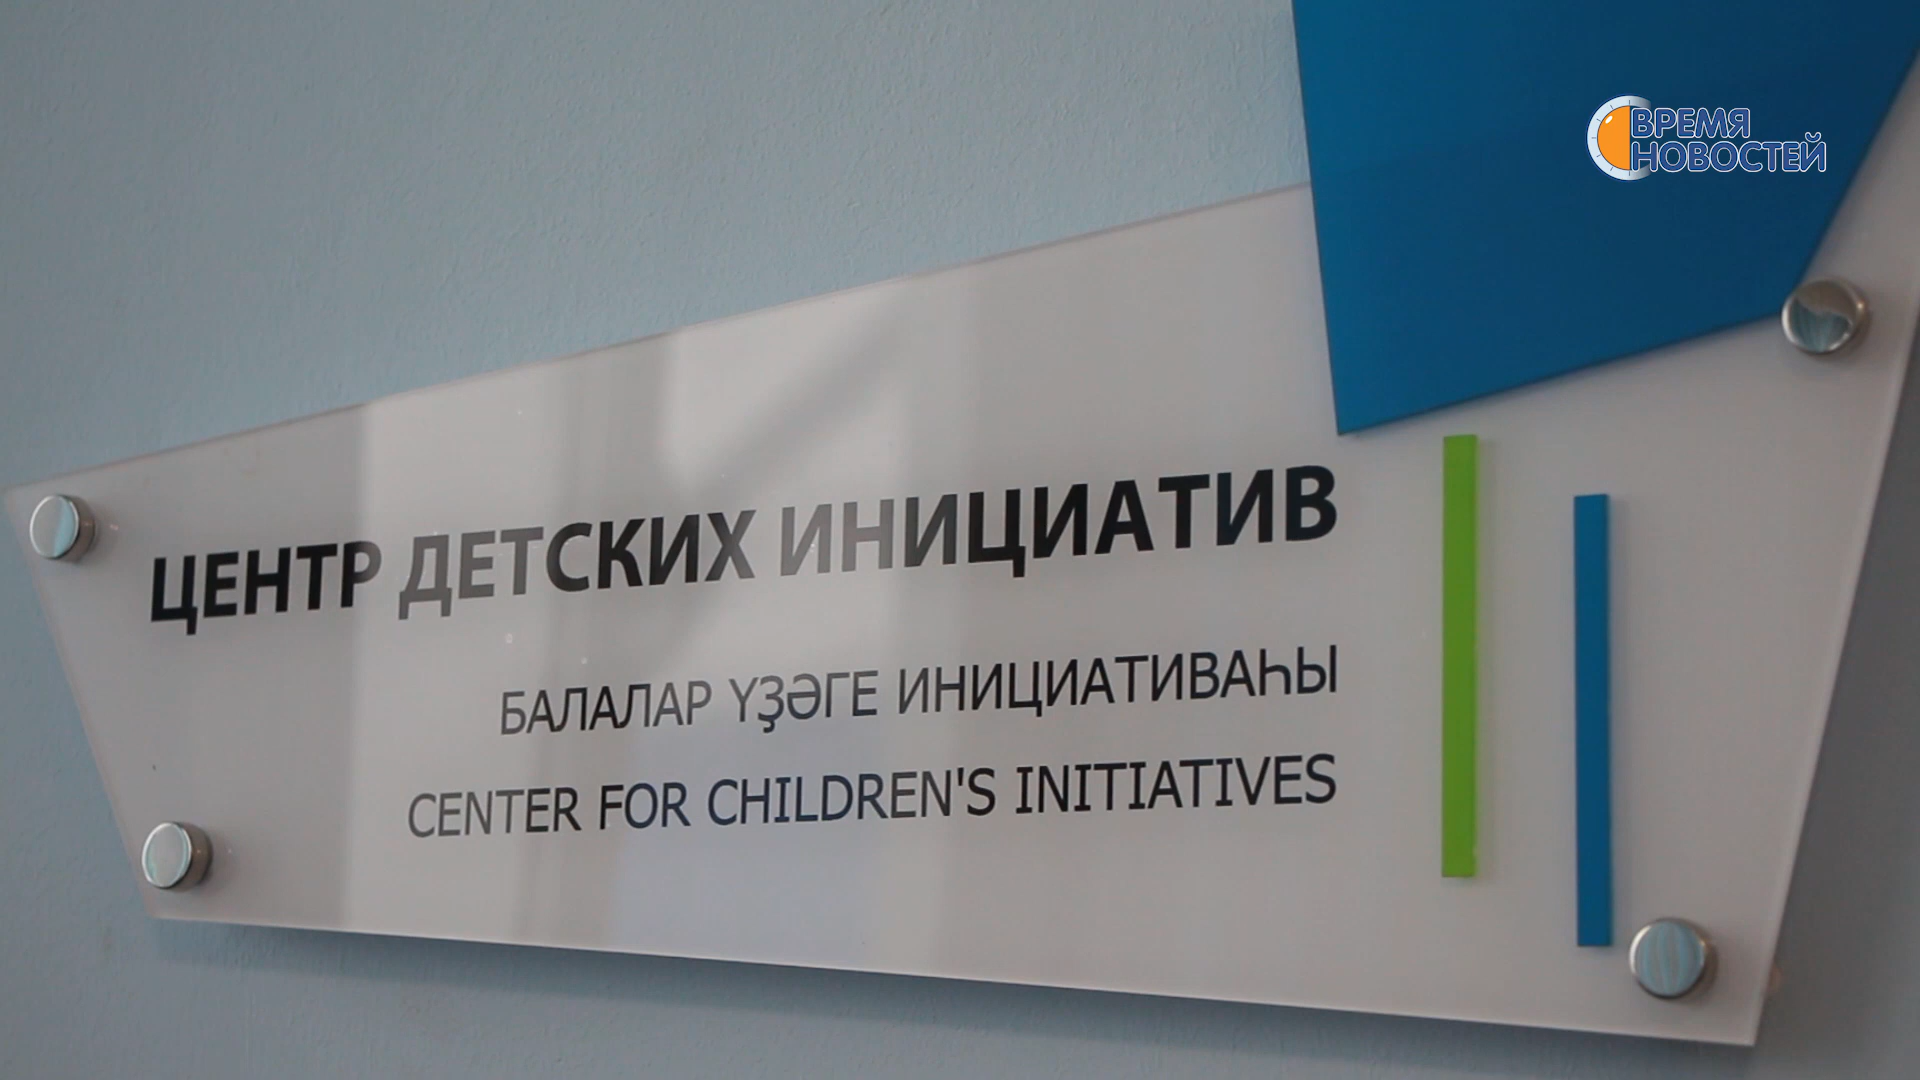 ВРЕМЯ
НОВОСТЕЙ
ЦЕНТР ДЕТСКИХ ИНИЦИАТИВ
БАЛАЛАР ҮҘӘГЕ ИНИЦИАТИВАҺЫ
CENTER FOR CHILDREN'S INITIATIVES